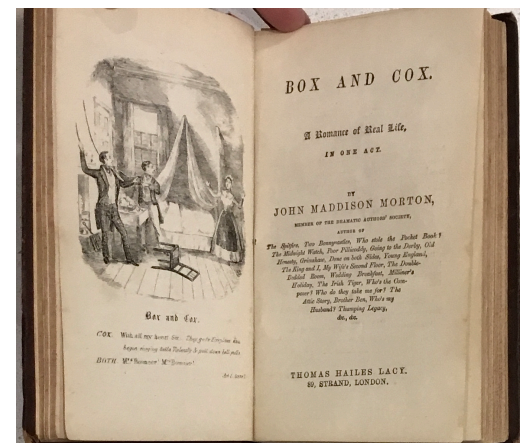 Box and Cox.
COX. With all my heart Sir.
BOTH Mrs. Bouncer! Mrs. Bouncer!
BOX AND COX.
A Romance of Real Life,
IN ONE ACT.
BY
JOHN MADDISON MORTON,
MEMBER OF THE DRAMATIC AUTHORS' SOCIETY,
AUTHOR OF
The Spitfire, Two Bonnycastles, Who stole the Pocket Book?
The Midnight Watch, Poor Pillicoddy, Going to the Derby, Old
Honesty, Grimshaw, Done on both Sides, Young England,
The King and I, My Wife's Second Floor, The Double-
Bedded Room, Wedding Breakfast, Milliner's
Holiday, The Irish Tiger, Who's the Com-
poser? Who do they take me for? The
Attic Story, Brother Ben, Who's my
Husband? Thumping Legacy,
&c., &c.
THOMAS HAILES LACY,
89, STRAND, LONDON.